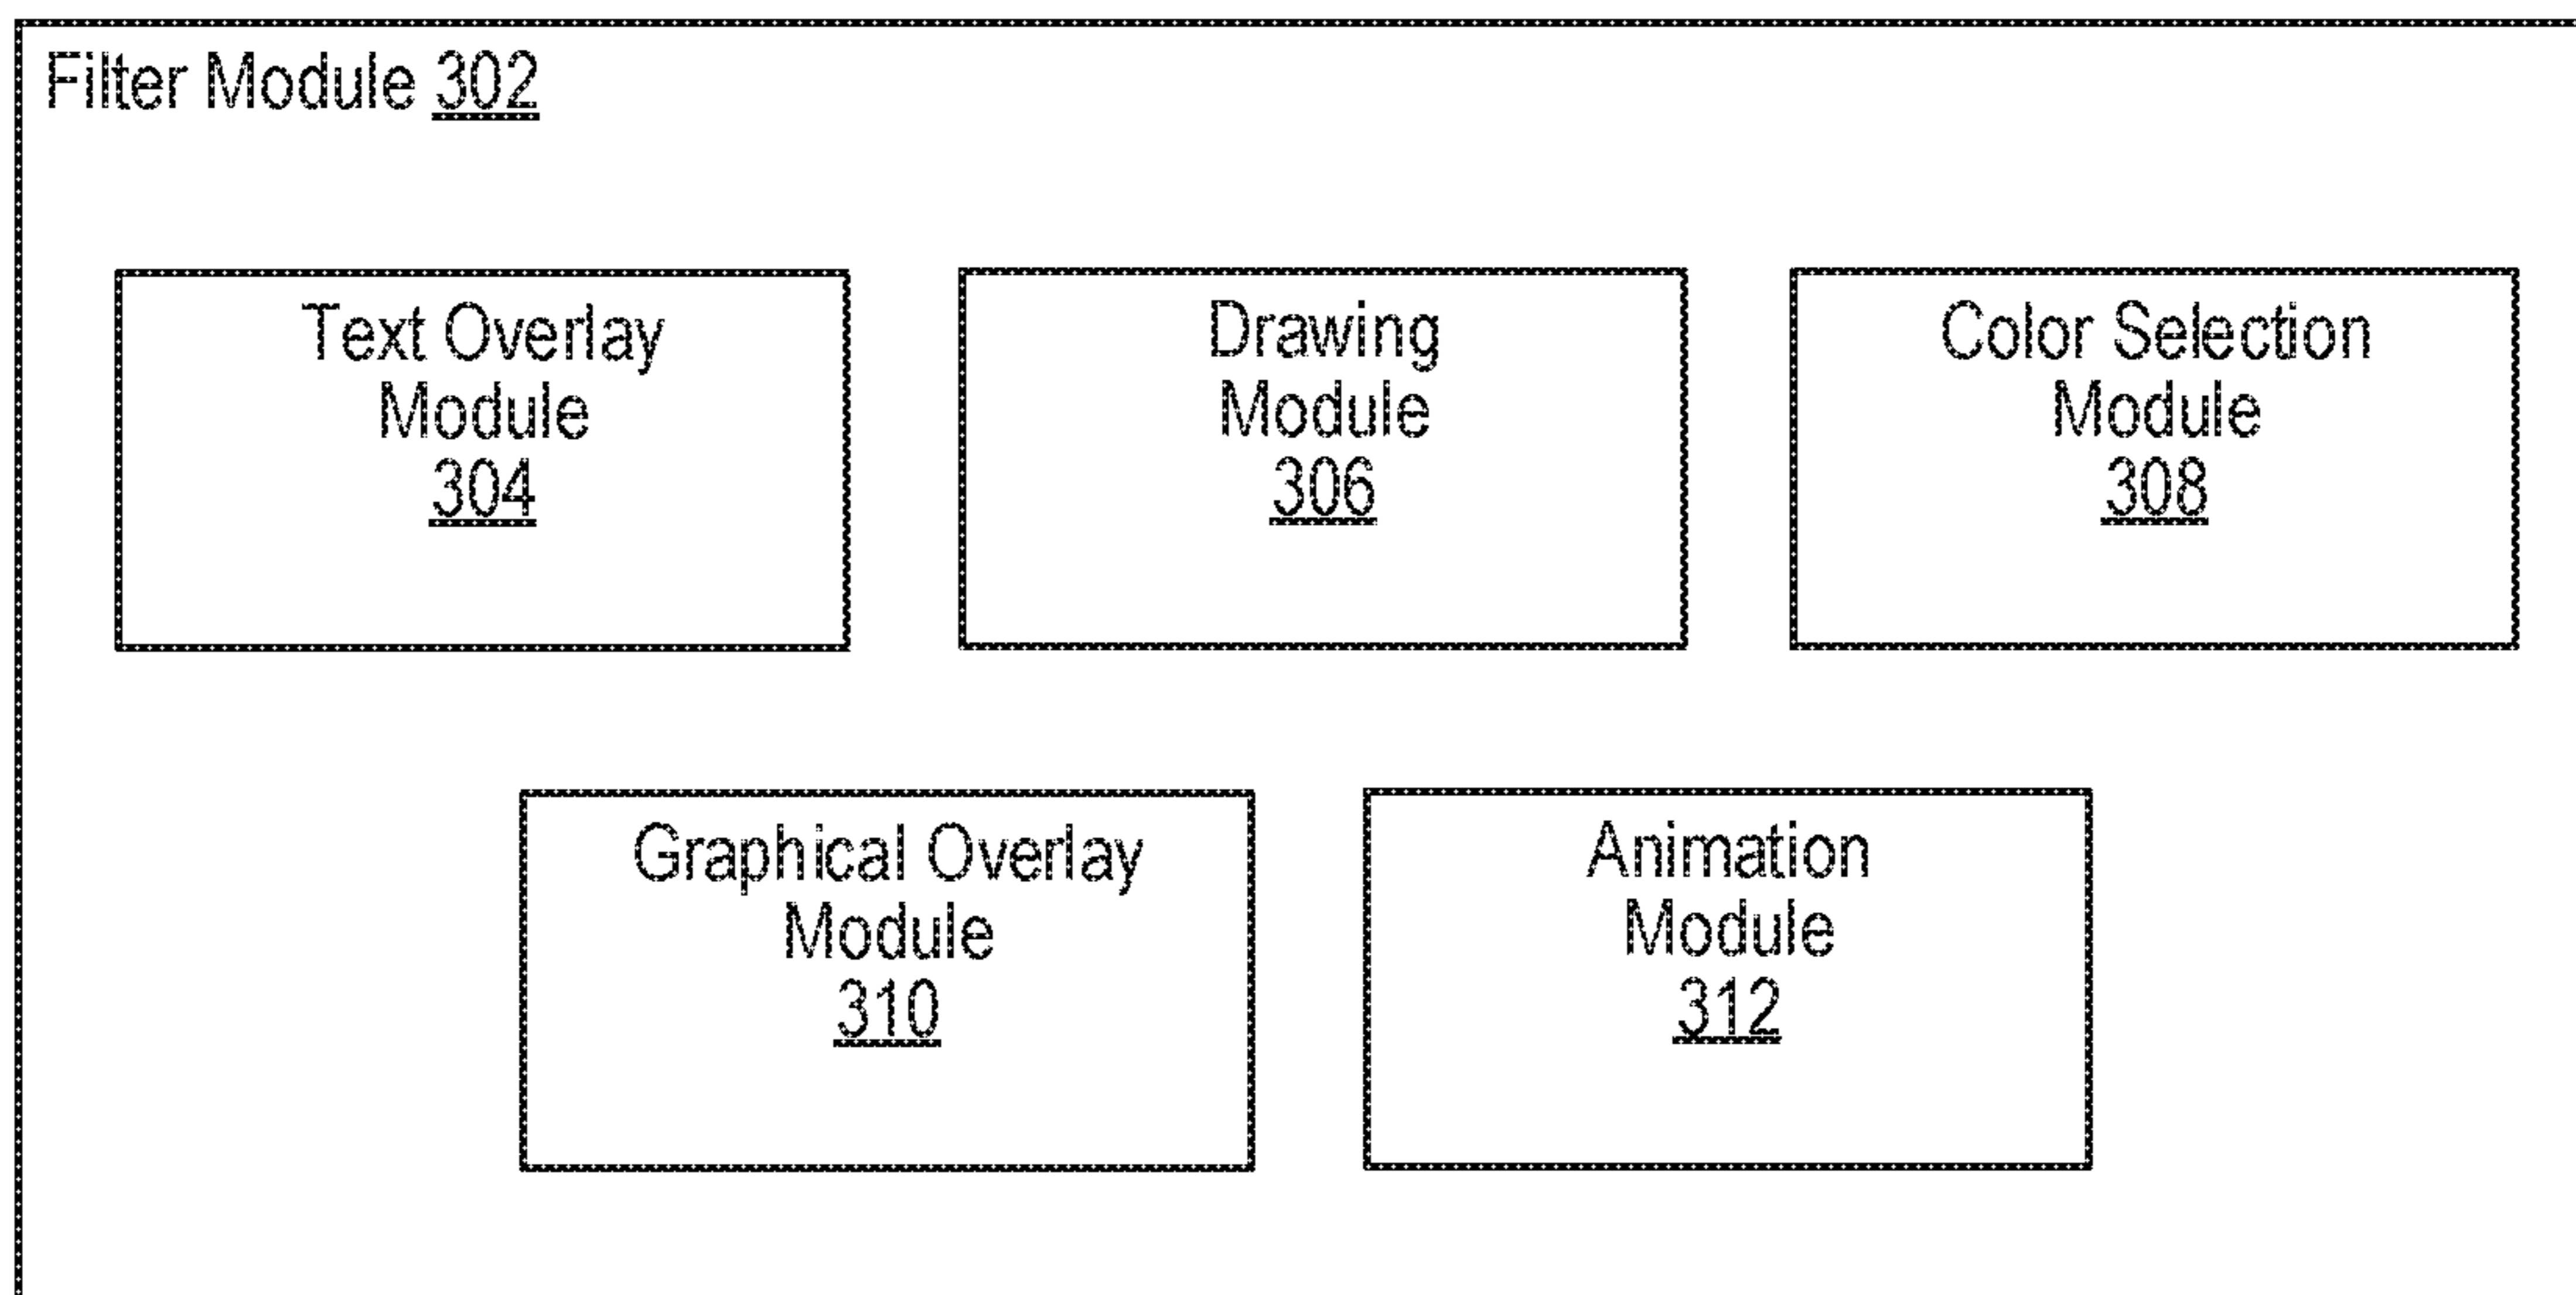 Filter Module 302
Text Overlay
Module
304
Drawing
Module
306
Color Selection
Module
308
Graphical Overlay
Module
310
Animation
Module
312